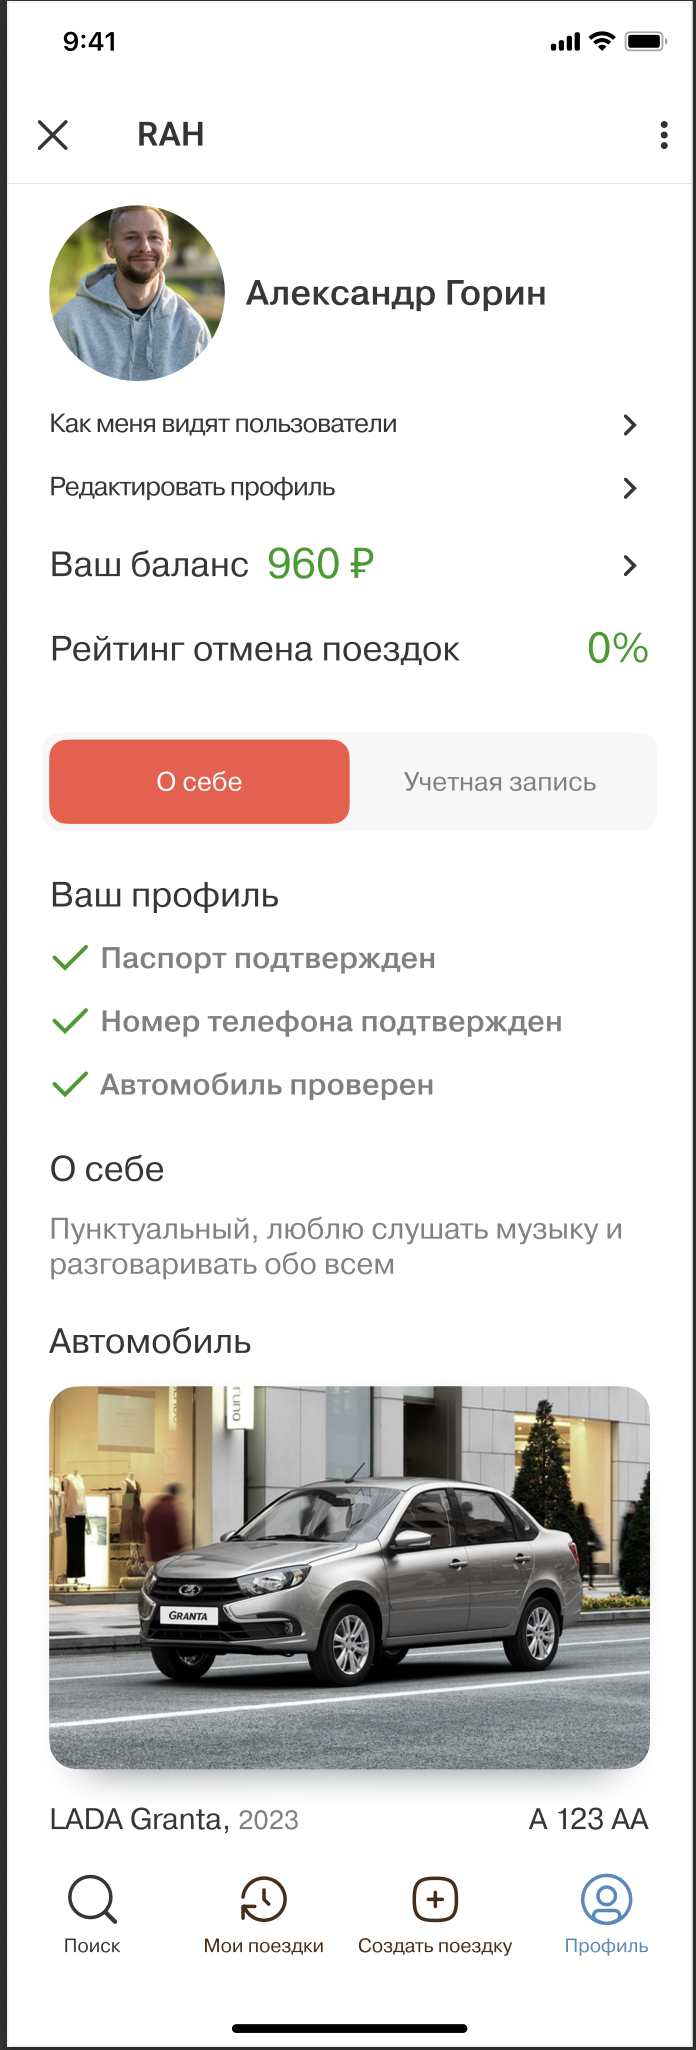 9:41
RAH
Александр Горин
Как меня видят пользователи
Редактировать профиль
Ваш баланс 960 ₽
Рейтинг отмена поездок 0%
О себе Учетная запись
Ваш профиль
Паспорт подтвержден
Номер телефона подтвержден
Автомобиль проверен
О себе
Пунктуальный, люблю слушать музыку и
разговаривать обо всем
Автомобиль
uno
GRANTA
LADA Granta, 2023 А 123 АА
Поиск Мои поездки Создать поездку Профиль